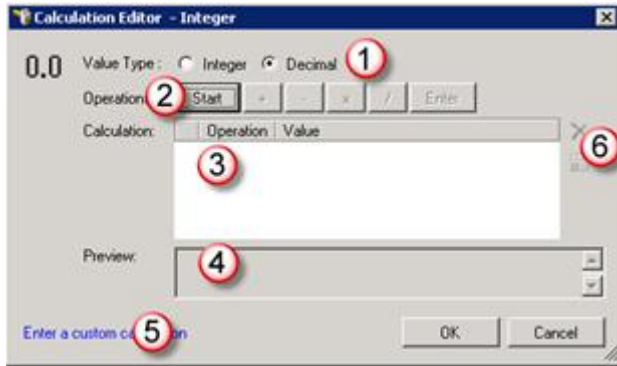 Calculation Editor - Integer
0.0 Value Type: Integer Decimal 1
Operation 2 Start + - x / Enter
Calculation: Operation Value
3 6
Preview: 4
Enter a custom 5
OK Cancel